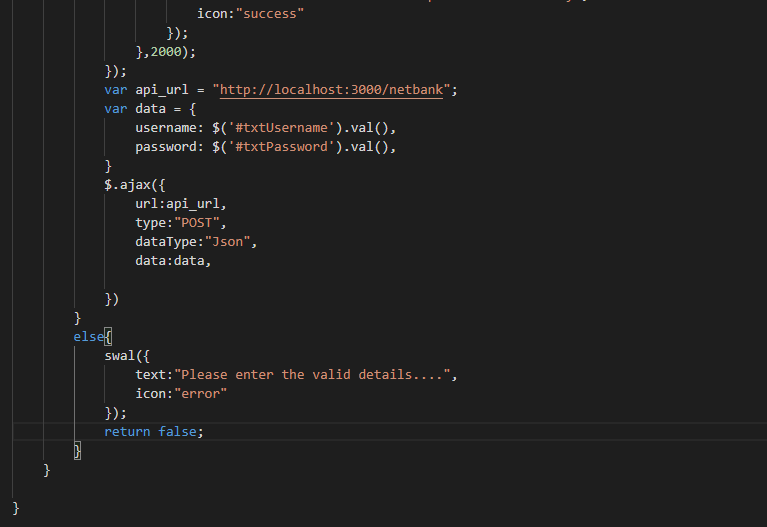 icon:"success"
});
},2000);
});
var api_url = "http://localhost:3000/netbank";
var data = {
username: $('#txtUsername').val(),
password: $('#txtPassword').val(),
}
$.ajax({
url:api_url,
type:"POST",
dataType:"Json",
data:data,
})
}
else{
swal({
text:"Please enter the valid details....",
icon:"error"
});
return false;
}
}
}